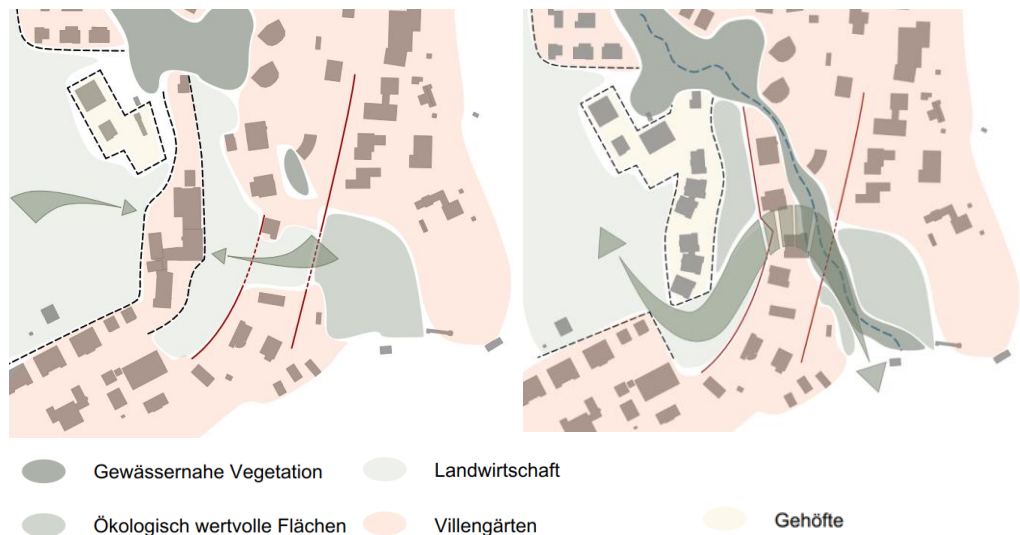 Gewässernahe Vegetation
Landwirtschaft
Ökologisch wertvolle Flächen
Villengärten
Gehöfte